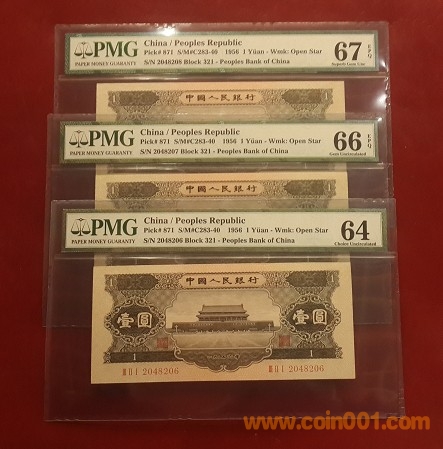 PMG
PAPER MONEY GUARANTY
China / Peoples Republic
Pick# 871 S/M#C283-40 1956 1 Yüan - Wmk: Open Star
S/N 2048208 Block 321 - Peoples Bank of China
67 EPQ
Superb Gem Unc
中國人民銀行
PMG
PAPER MONEY GUARANTY
China / Peoples Republic
Pick# 871 S/M#C283-40 1956 1 Yüan - Wmk: Open Star
S/N 2048207 Block 321 - Peoples Bank of China
66 EPQ
Gem Uncirculated
中國人民銀行
PMG
PAPER MONEY GUARANTY
China / Peoples Republic
Pick# 871 S/M#C283-40 1956 1 Yüan - Wmk: Open Star
S/N 2048206 Block 321 - Peoples Bank of China
64
Choice Uncirculated
中國人民銀行
壹圓
壹圓
1
1
III II I 2048206
www.coin001.com